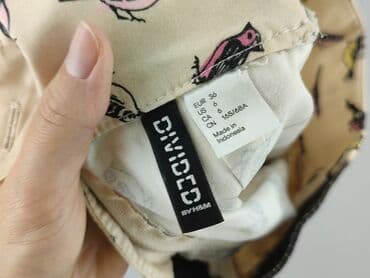 EUR 36
US 6
CA 6
CN 165/68A
Made in
Indonesia
DIVIDED
BY H&M